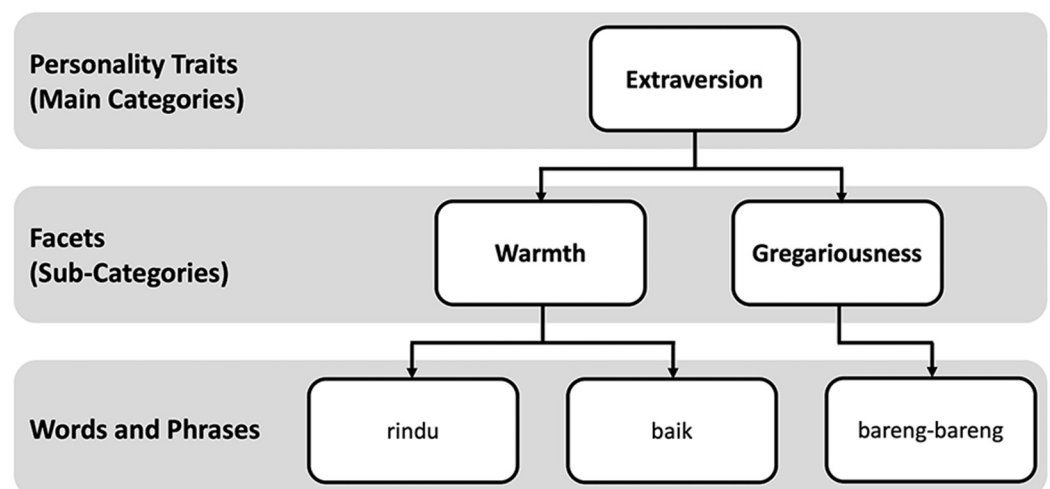 Personality Traits
(Main Categories)
Extraversion
Facets
(Sub-Categories)
Warmth
Gregariousness
Words and Phrases
rindu
baik
bareng-bareng